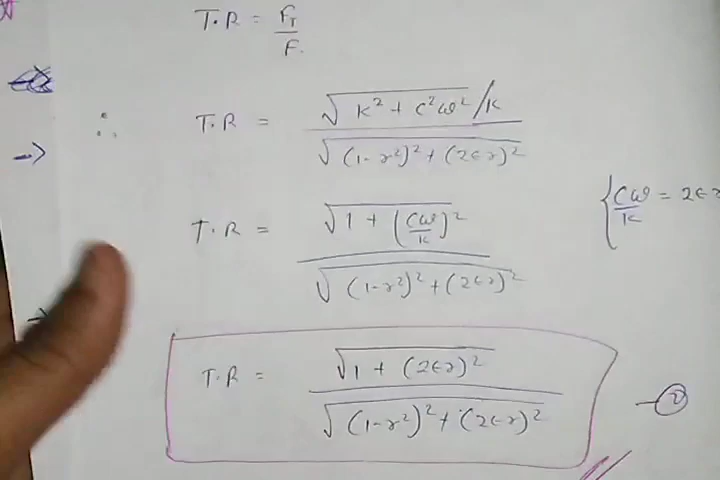 T.R = F_T / F
∴ T.R = √(K² + C²ω²) / K / √((1-r²)² + (2ϵr)²)
T.R = √(1 + (Cω/K)²) / √((1-r²)² + (2ϵr)²)
{ Cω/K = 2ϵr
T.R = √(1 + (2ϵr)²) / √((1-r²)² + (2ϵr)²) — ②